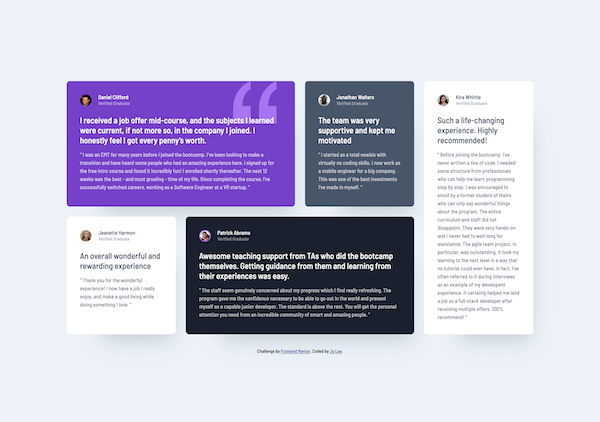 Daniel Clifford
Verified Graduate
I received a job offer mid-course, and the subjects I learned
were current, if not more so, in the company I joined. I
honestly feel I got every penny's worth.
" I was an EMT for many years before I joined the bootcamp. I've been looking to make a
transition and have heard some people who had an amazing experience here. I signed up for
the free intro course and found it incredibly fun! I enrolled shortly thereafter. The next 12
weeks was the best - and most grueling - time of my life. Since completing the course, I've
successfully switched careers, working as a Software Engineer at a VR startup. "
Jonathan Walters
Verified Graduate
The team was very
supportive and kept me
motivated
" I started as a total newbie with
virtually no coding skills. I now work as
a mobile engineer for a big company.
This was one of the best investments
I've made in myself. "
Kira Whittle
Verified Graduate
Such a life-changing
experience. Highly
recommended!
" Before joining the bootcamp, I've
never written a line of code. I needed
some structure from professionals
who can help me learn programming
step by step. I was encouraged to
enroll by a former student of theirs
who can only say wonderful things
about the program. The entire
curriculum and staff did not
disappoint. They were very hands-on
and I never had to wait long for
assistance. The agile team project, in
particular, was outstanding. It took my
learning to the next level in a way that
no tutorial could ever have. In fact, I've
often referred to it during interviews
as an example of my developent
experience. It certainly helped me land
a job as a full-stack developer after
receiving multiple offers. 100%
recommend! "
Jeanette Harmon
Verified Graduate
An overall wonderful and
rewarding experience
" Thank you for the wonderful
experience! I now have a job I really
enjoy, and make a good living while
doing something I love. "
Patrick Abrams
Verified Graduate
Awesome teaching support from TAs who did the bootcamp
themselves. Getting guidance from them and learning from
their experiences was easy.
" The staff seem genuinely concerned about my progress which I find really refreshing. The
program gave me the confidence necessary to be able to go out in the world and present
myself as a capable junior developer. The standard is above the rest. You will get the personal
attention you need from an incredible community of smart and amazing people. "
Challenge by Frontend Mentor. Coded by Jo Lee.